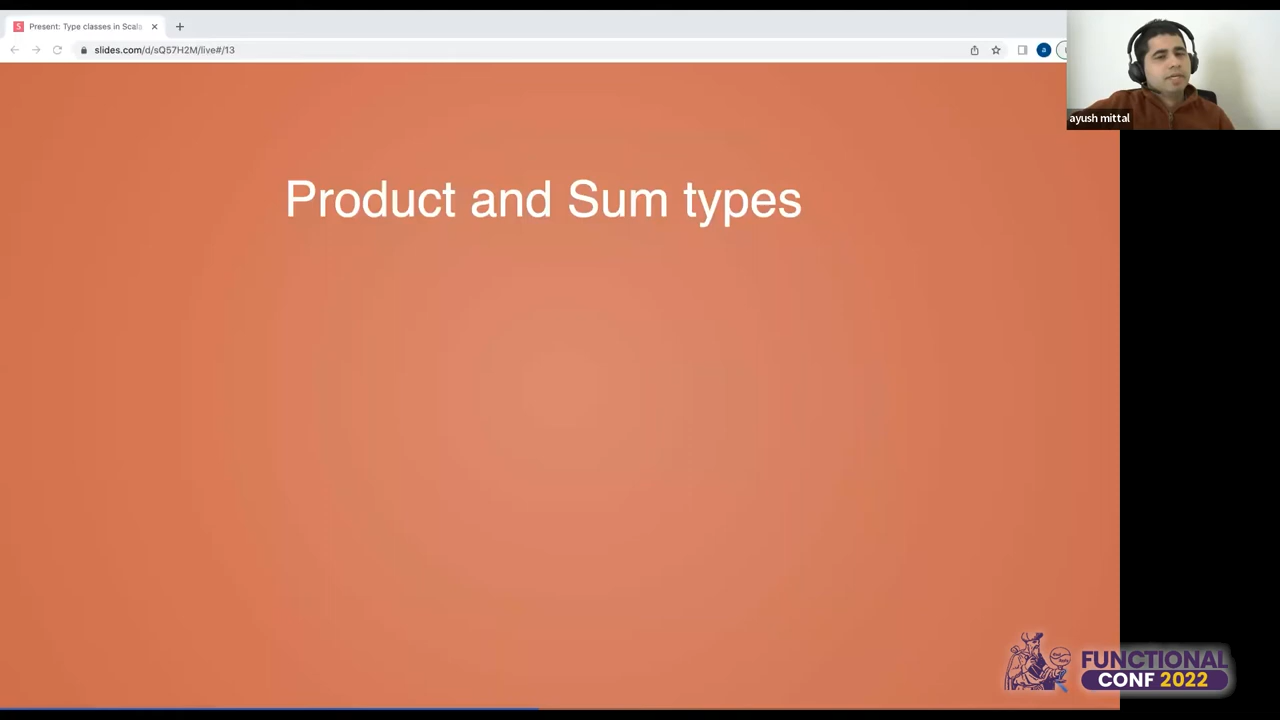 Present: Type classes in Scala
slides.com/d/sQ57H2M/live#/13
a
ayush mittal
Product and Sum types
FUNCTIONAL
CONF 2022